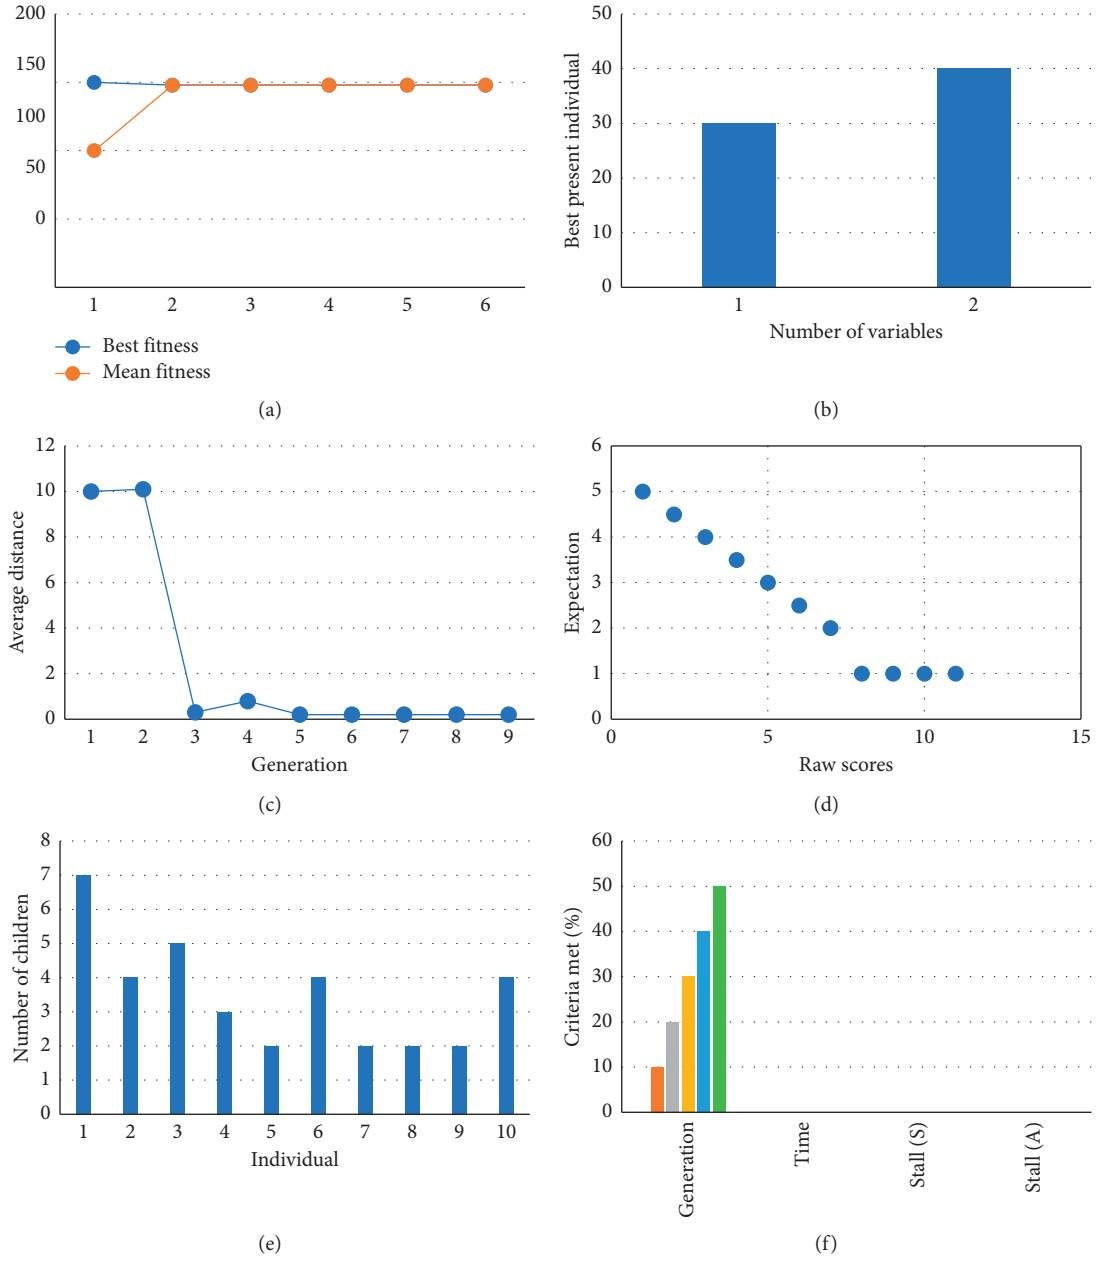 200
150
100
50
0
1 2 3 4 5 6
Best fitness
Mean fitness
(a)
Best present individual
50
40
30
20
10
0
1 2
Number of variables
(b)
Average distance
12
10
8
6
4
2
0
1 2 3 4 5 6 7 8 9
Generation
(c)
Expectation
6
5
4
3
2
1
0
0 5 10 15
Raw scores
(d)
Number of children
8
7
6
5
4
3
2
1
0
1 2 3 4 5 6 7 8 9 10
Individual
(e)
Criteria met (%)
60
50
40
30
20
10
0
Generation
Time
Stall (S)
Stall (A)
(f)